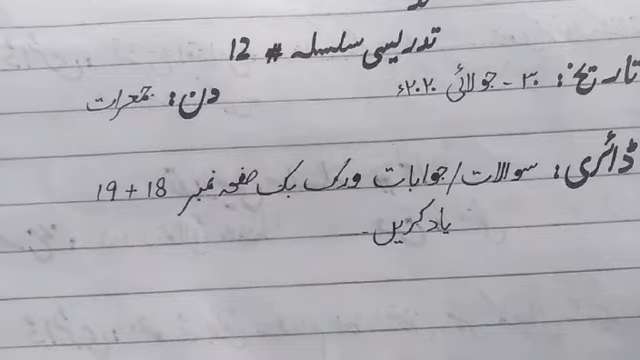 تدریسی سلسلہ # 12
تاریخ: ۳۰ - جولائی ۲۰۲۰ء
دن: جمعرات
ڈائری: سوالات/جوابات ورک بک صفحہ نمبر 18 + 19
یاد کریں۔